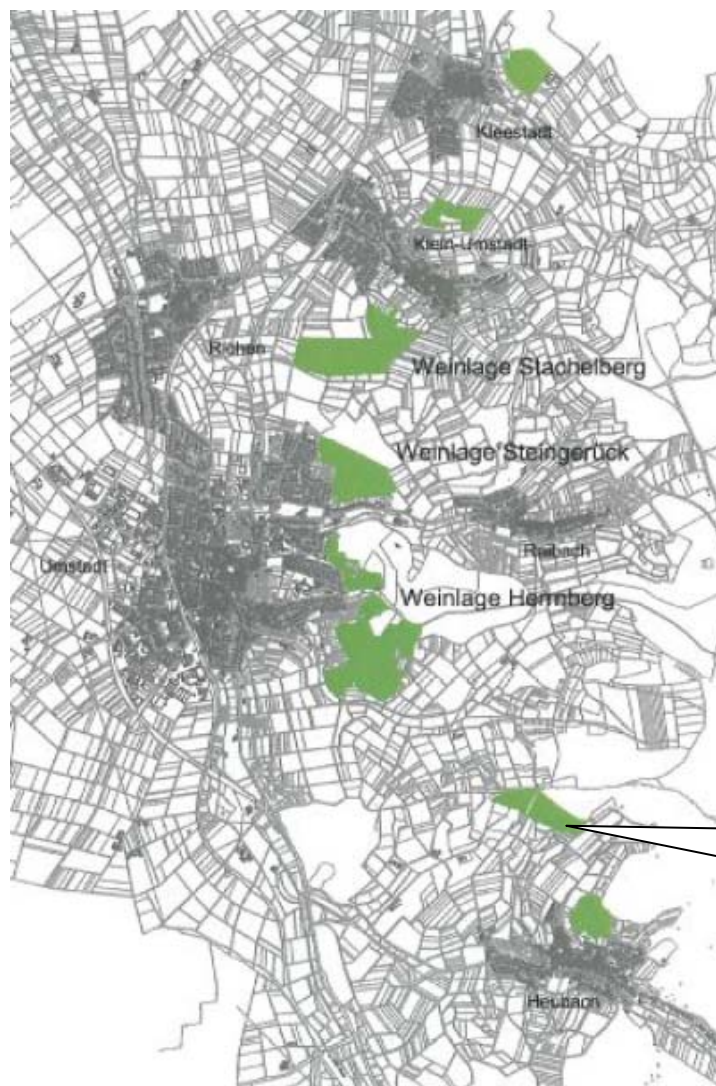 Kleestadt
Klein-Umstadt
Richen
Weinlage Stachelberg
Weinlage Steingerück
Raibach
Umstadt
Weinlage Herrnberg
Heubach